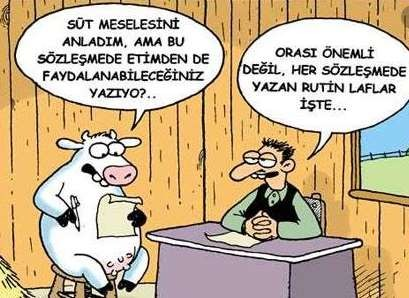 SÜT MESELESİNİ
ANLADIM, AMA BU
SÖZLEŞMEDE ETİMDEN DE
FAYDALANABİLECEĞİNİZ
YAZIYO?..
ORASI ÖNEMLİ
DEĞİL, HER SÖZLEŞMEDE
YAZAN RUTİN LAFLAR
İŞTE...